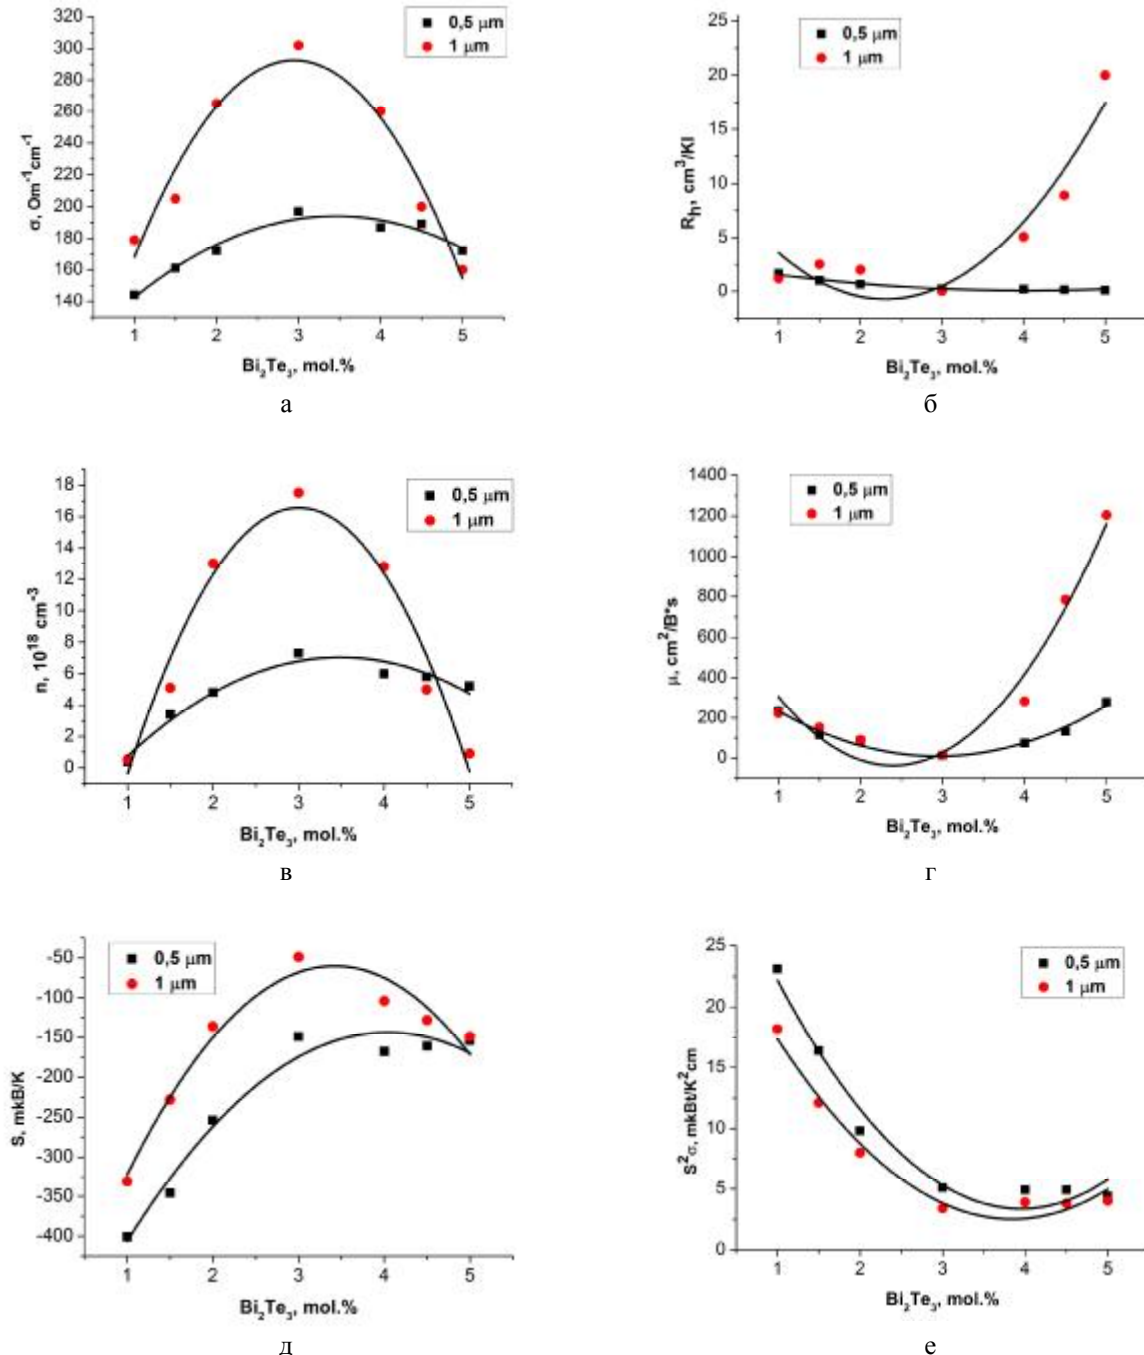 320
300
280
260
240
220
200
180
160
140
σ, Om⁻¹cm⁻¹
0,5 μm
1 μm
1 2 3 4 5
Bi₂Te₃, mol.%
а
25
20
15
10
5
0
Rₕ, cm³/Kl
0,5 μm
1 μm
1 2 3 4 5
Bi₂Te₃, mol.%
б
18
16
14
12
10
8
6
4
2
0
n, 10¹⁸ cm⁻³
0,5 μm
1 μm
1 2 3 4 5
Bi₂Te₃, mol.%
в
1400
1200
1000
800
600
400
200
0
μ, cm²/B*s
0,5 μm
1 μm
1 2 3 4 5
Bi₂Te₃, mol.%
г
-50
-100
-150
-200
-250
-300
-350
-400
S, mkB/K
0,5 μm
1 μm
1 2 3 4 5
Bi₂Te₃, mol.%
д
25
20
15
10
5
0
S²σ, mkBt/K²cm
0,5 μm
1 μm
1 2 3 4 5
Bi₂Te₃, mol.%
е